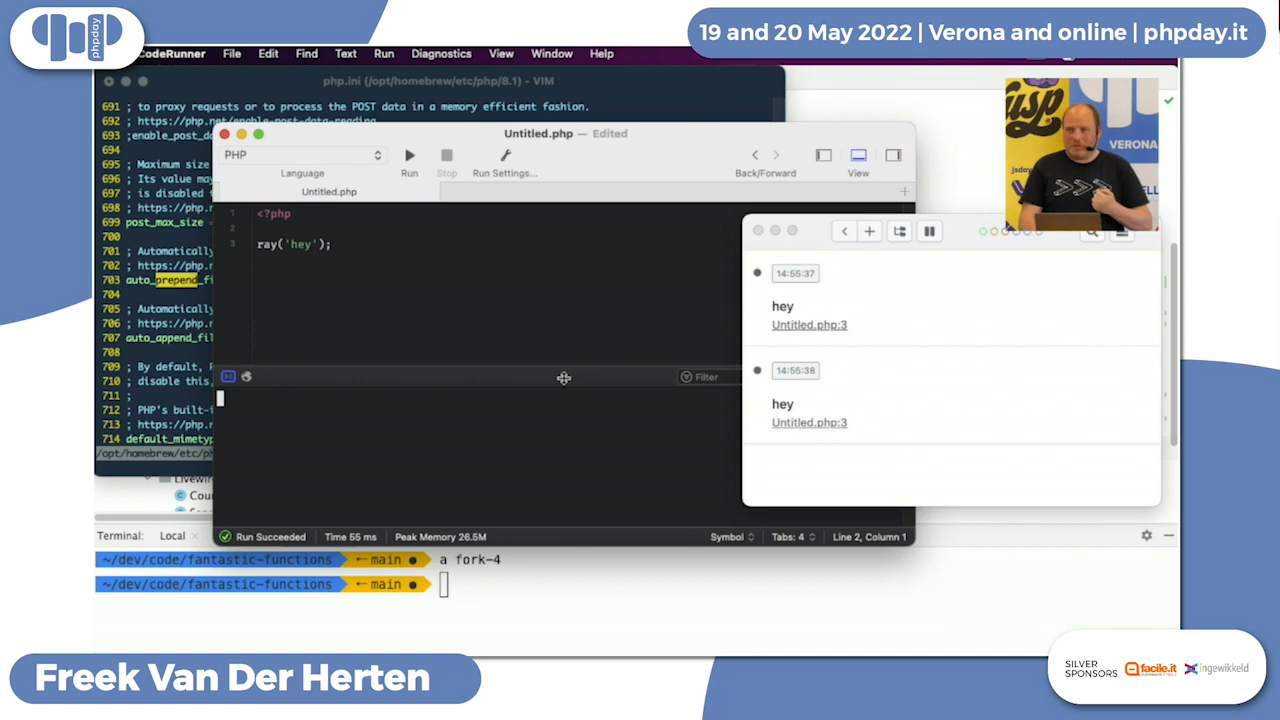 phpday
19 and 20 May 2022 | Verona and online | phpday.it
CodeRunner File Edit Find Text Run Diagnostics View Window Help
php.ini (/opt/homebrew/etc/php/8.1) - VIM
691 ; to proxy requests or to process the POST data in a memory efficient fashion.
692 ; https://php.net/enable-post-data-reading
693 ;enable_post_da
694
695 ; Maximum size
696 ; Its value may
697 ; is disabled t
698 ; https://php.n
699 post_max_size =
700
701 ; Automatically
702 ; https://php.n
703 auto_prepend_fi
704
705 ; Automatically
706 ; https://php.n
707 auto_append_fil
708
709 ; By default, P
710 ; disable this,
711 ;
712 ; PHP's built-i
713 ; https://php.n
714 default_mimetyp
/opt/homebrew/etc/ph
Untitled.php — Edited
PHP
Language
Run
Stop
Run Settings...
Back/Forward
View
Untitled.php
1 <?php
2
3 ray('hey');
Filter
Run Succeeded Time 55 ms Peak Memory 26.5M Symbol Tabs: 4 Line 2, Column 1
VERONA
jsday
14:55:37
hey
Untitled.php:3
14:55:38
hey
Untitled.php:3
Livewir
Cou
Terminal: Local
~/dev/code/fantastic-functions main a fork-4
~/dev/code/fantastic-functions main
Freek Van Der Herten
SILVER
SPONSORS
facile.it
ingewikkeld